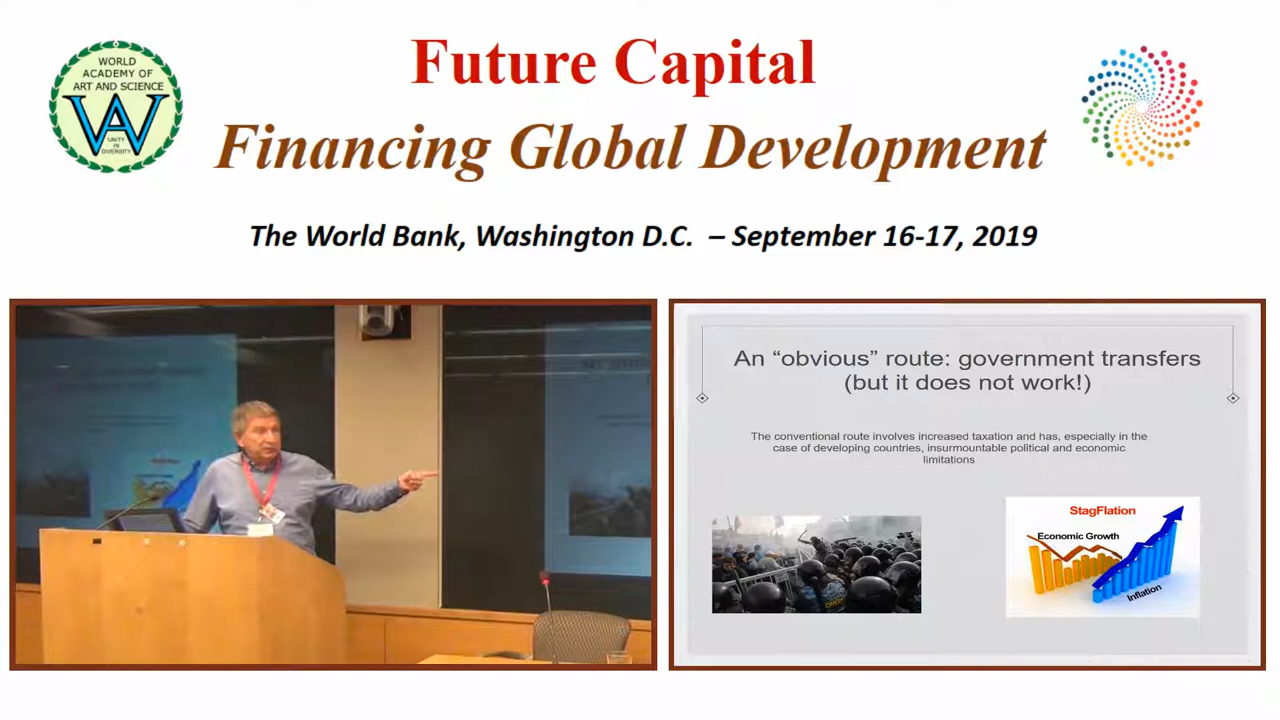 WORLD
ACADEMY OF
ART AND SCIENCE
UNITY
IN
DIVERSITY
Future Capital
Financing Global Development
The World Bank, Washington D.C. – September 16-17, 2019
An “obvious” route: government transfers
(but it does not work!)
The conventional route involves increased taxation and has, especially in the
case of developing countries, insurmountable political and economic
limitations
StagFlation
Economic Growth
Inflation